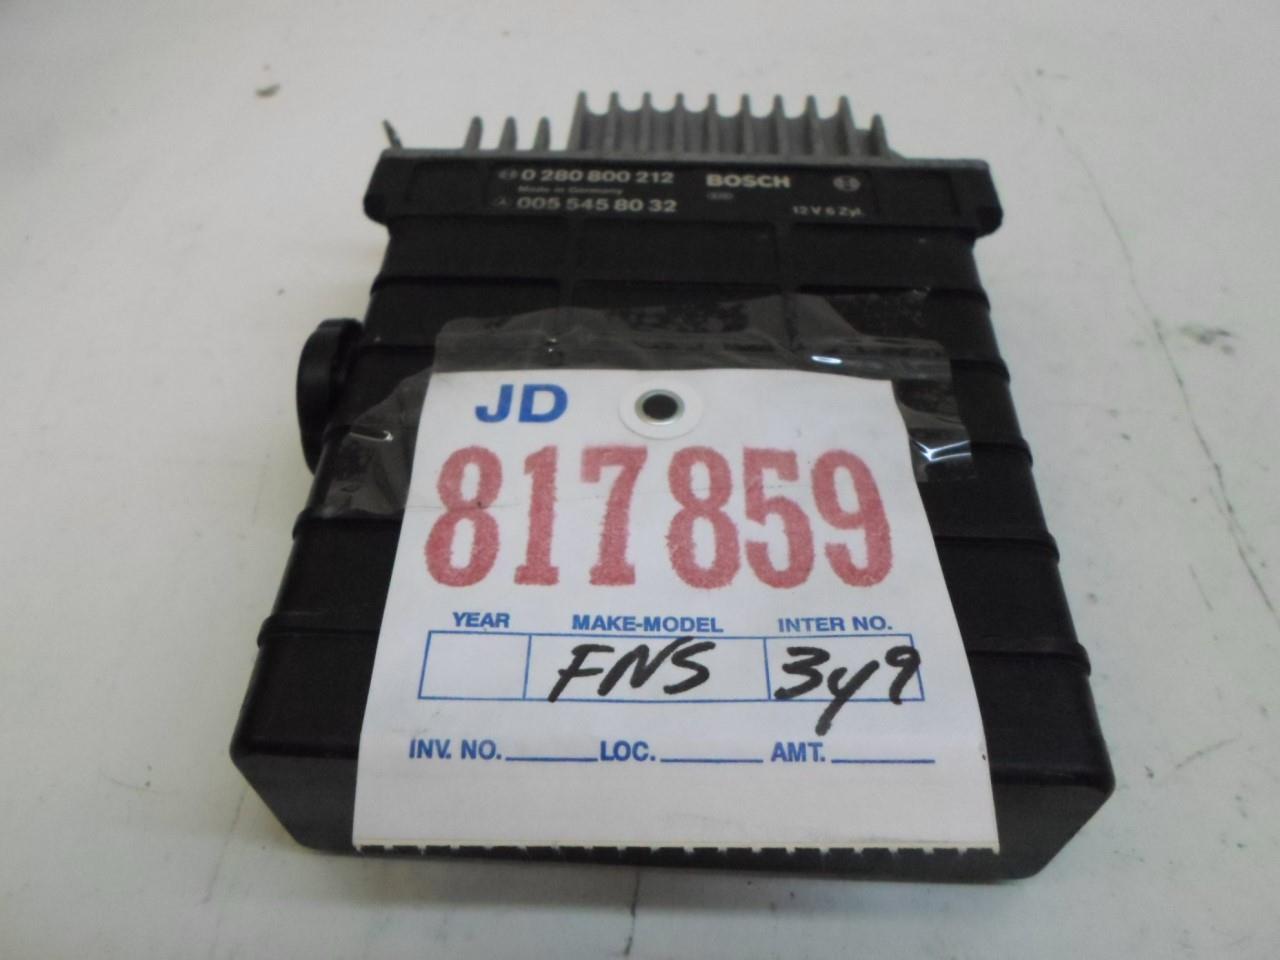 0 280 800 212 BOSCH
Made in Germany
005 545 80 32 12 V 6 Zyl.
JD
817859
YEAR MAKE-MODEL INTER NO.
FNS 3y9
INV. NO. LOC. AMT.